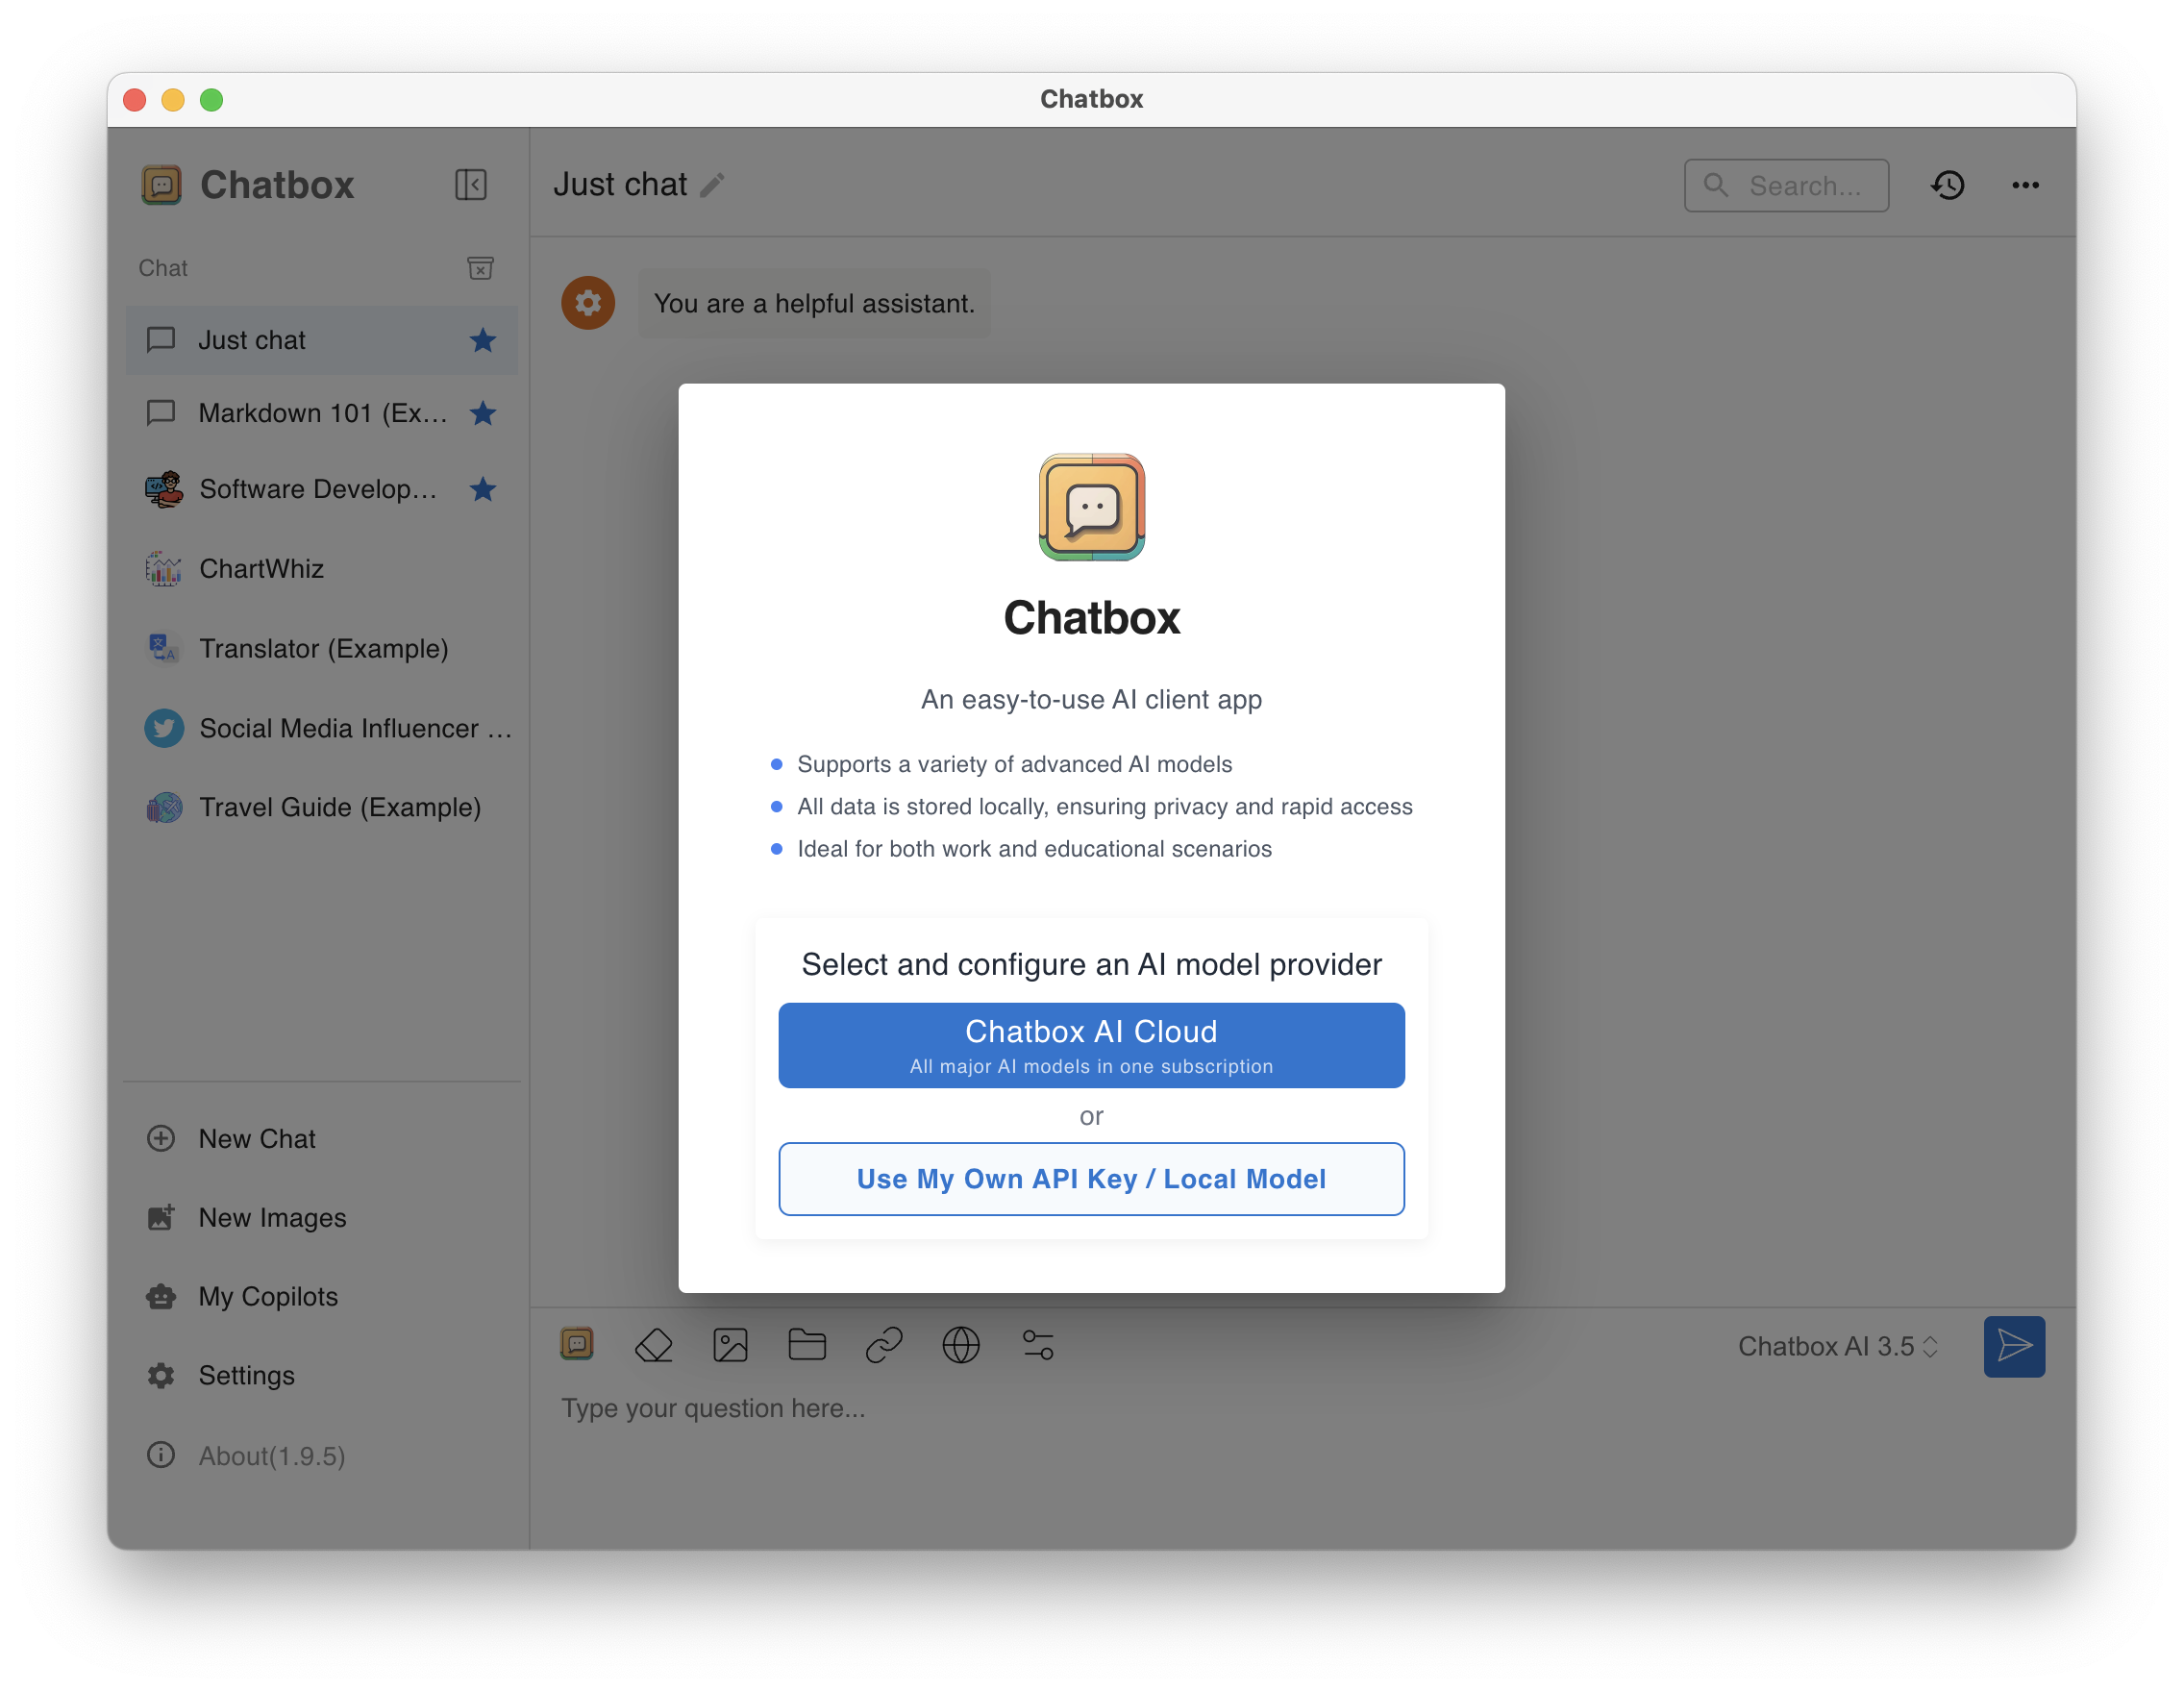 Chatbox
Chatbox
Chat
Just chat
Markdown 101 (Ex...
Software Develop...
ChartWhiz
Translator (Example)
Social Media Influencer ...
Travel Guide (Example)
New Chat
New Images
My Copilots
Settings
About(1.9.5)
Just chat
Search...
You are a helpful assistant.
Chatbox
An easy-to-use AI client app
Supports a variety of advanced AI models
All data is stored locally, ensuring privacy and rapid access
Ideal for both work and educational scenarios
Select and configure an AI model provider
Chatbox AI Cloud
All major AI models in one subscription
or
Use My Own API Key / Local Model
Chatbox AI 3.5
Type your question here...